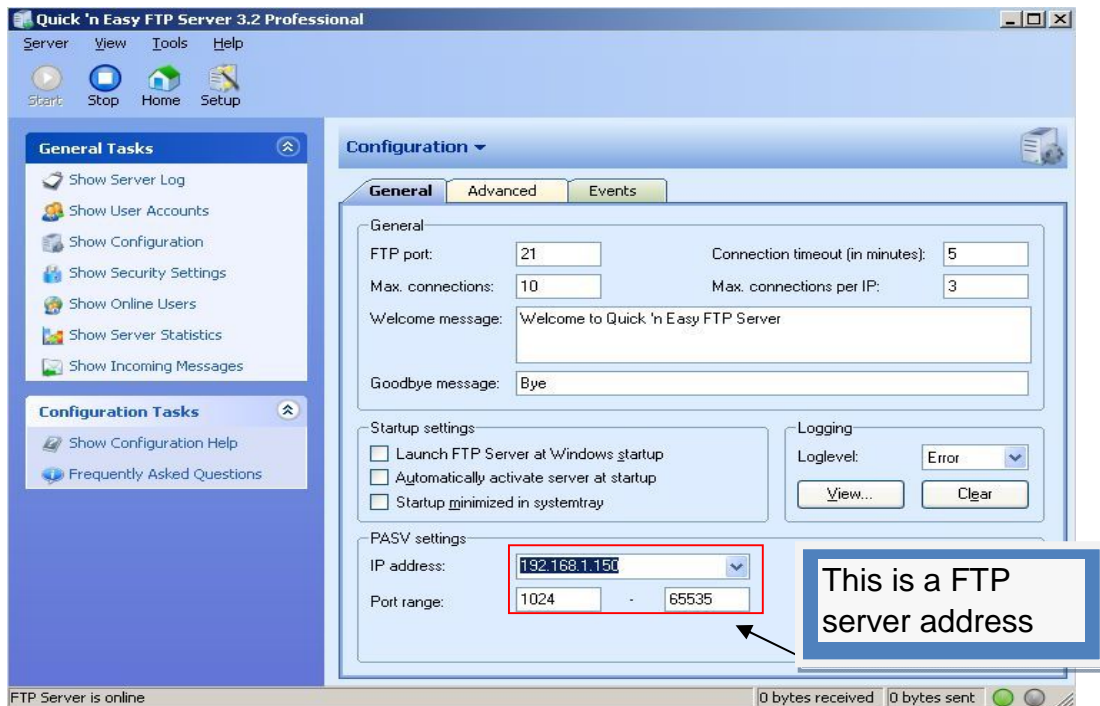 Quick 'n Easy FTP Server 3.2 Professional
Server View Tools Help
Start Stop Home Setup
General Tasks
Show Server Log
Show User Accounts
Show Configuration
Show Security Settings
Show Online Users
Show Server Statistics
Show Incoming Messages
Configuration Tasks
Show Configuration Help
Frequently Asked Questions
Configuration
General Advanced Events
General
FTP port: 21 Connection timeout (in minutes): 5
Max. connections: 10 Max. connections per IP: 3
Welcome message: Welcome to Quick 'n Easy FTP Server
Goodbye message: Bye
Startup settings
Launch FTP Server at Windows startup
Automatically activate server at startup
Startup minimized in systemtray
Logging
Loglevel: Error
View... Clear
PASV settings
IP address: 192.168.1.150
Port range: 1024 - 65535
This is a FTP
server address
FTP Server is online 0 bytes received 0 bytes sent